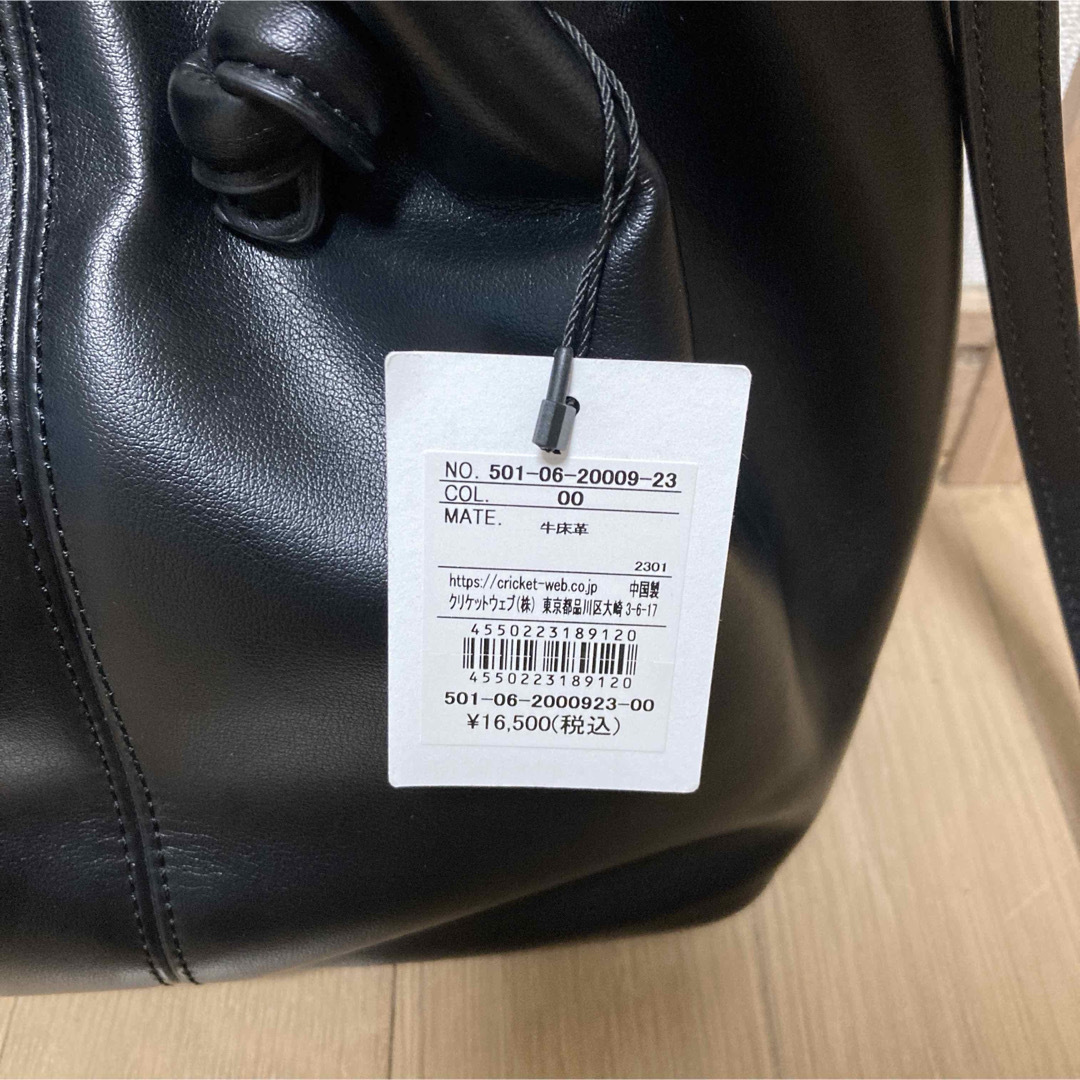 NO. 501-06-20009-23
COL. 00
MATE. 牛床革
2301
https://cricket-web.co.jp 中国製
クリケットウェブ(株) 東京都品川区大崎 3-6-17
4550223189120
4550223189120
501-06-2000923-00
¥16,500(税込)